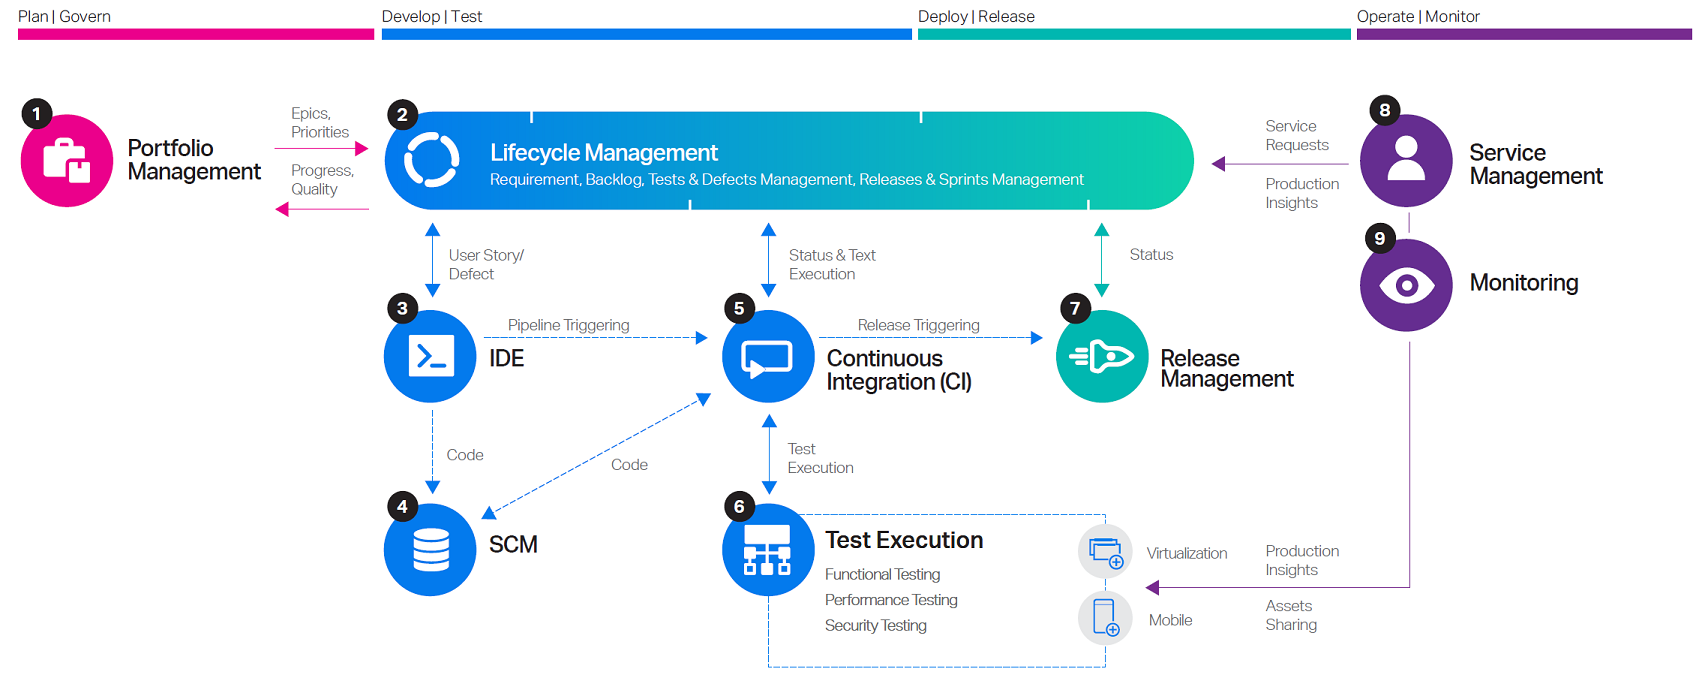 Plan | Govern
Develop | Test
Deploy | Release
Operate | Monitor
1
Portfolio
Management
Epics,
Priorities
Progress,
Quality
2
Lifecycle Management
Requirement, Backlog, Tests & Defects Management, Releases & Sprints Management
Service
Requests
Production
Insights
8
Service
Management
9
Monitoring
User Story/
Defect
Status & Text
Execution
Status
3
IDE
Pipeline Triggering
5
Continuous
Integration (CI)
Release Triggering
7
Release
Management
Code
Code
Test
Execution
4
SCM
6
Test Execution
Functional Testing
Performance Testing
Security Testing
Virtualization
Mobile
Production
Insights
Assets
Sharing